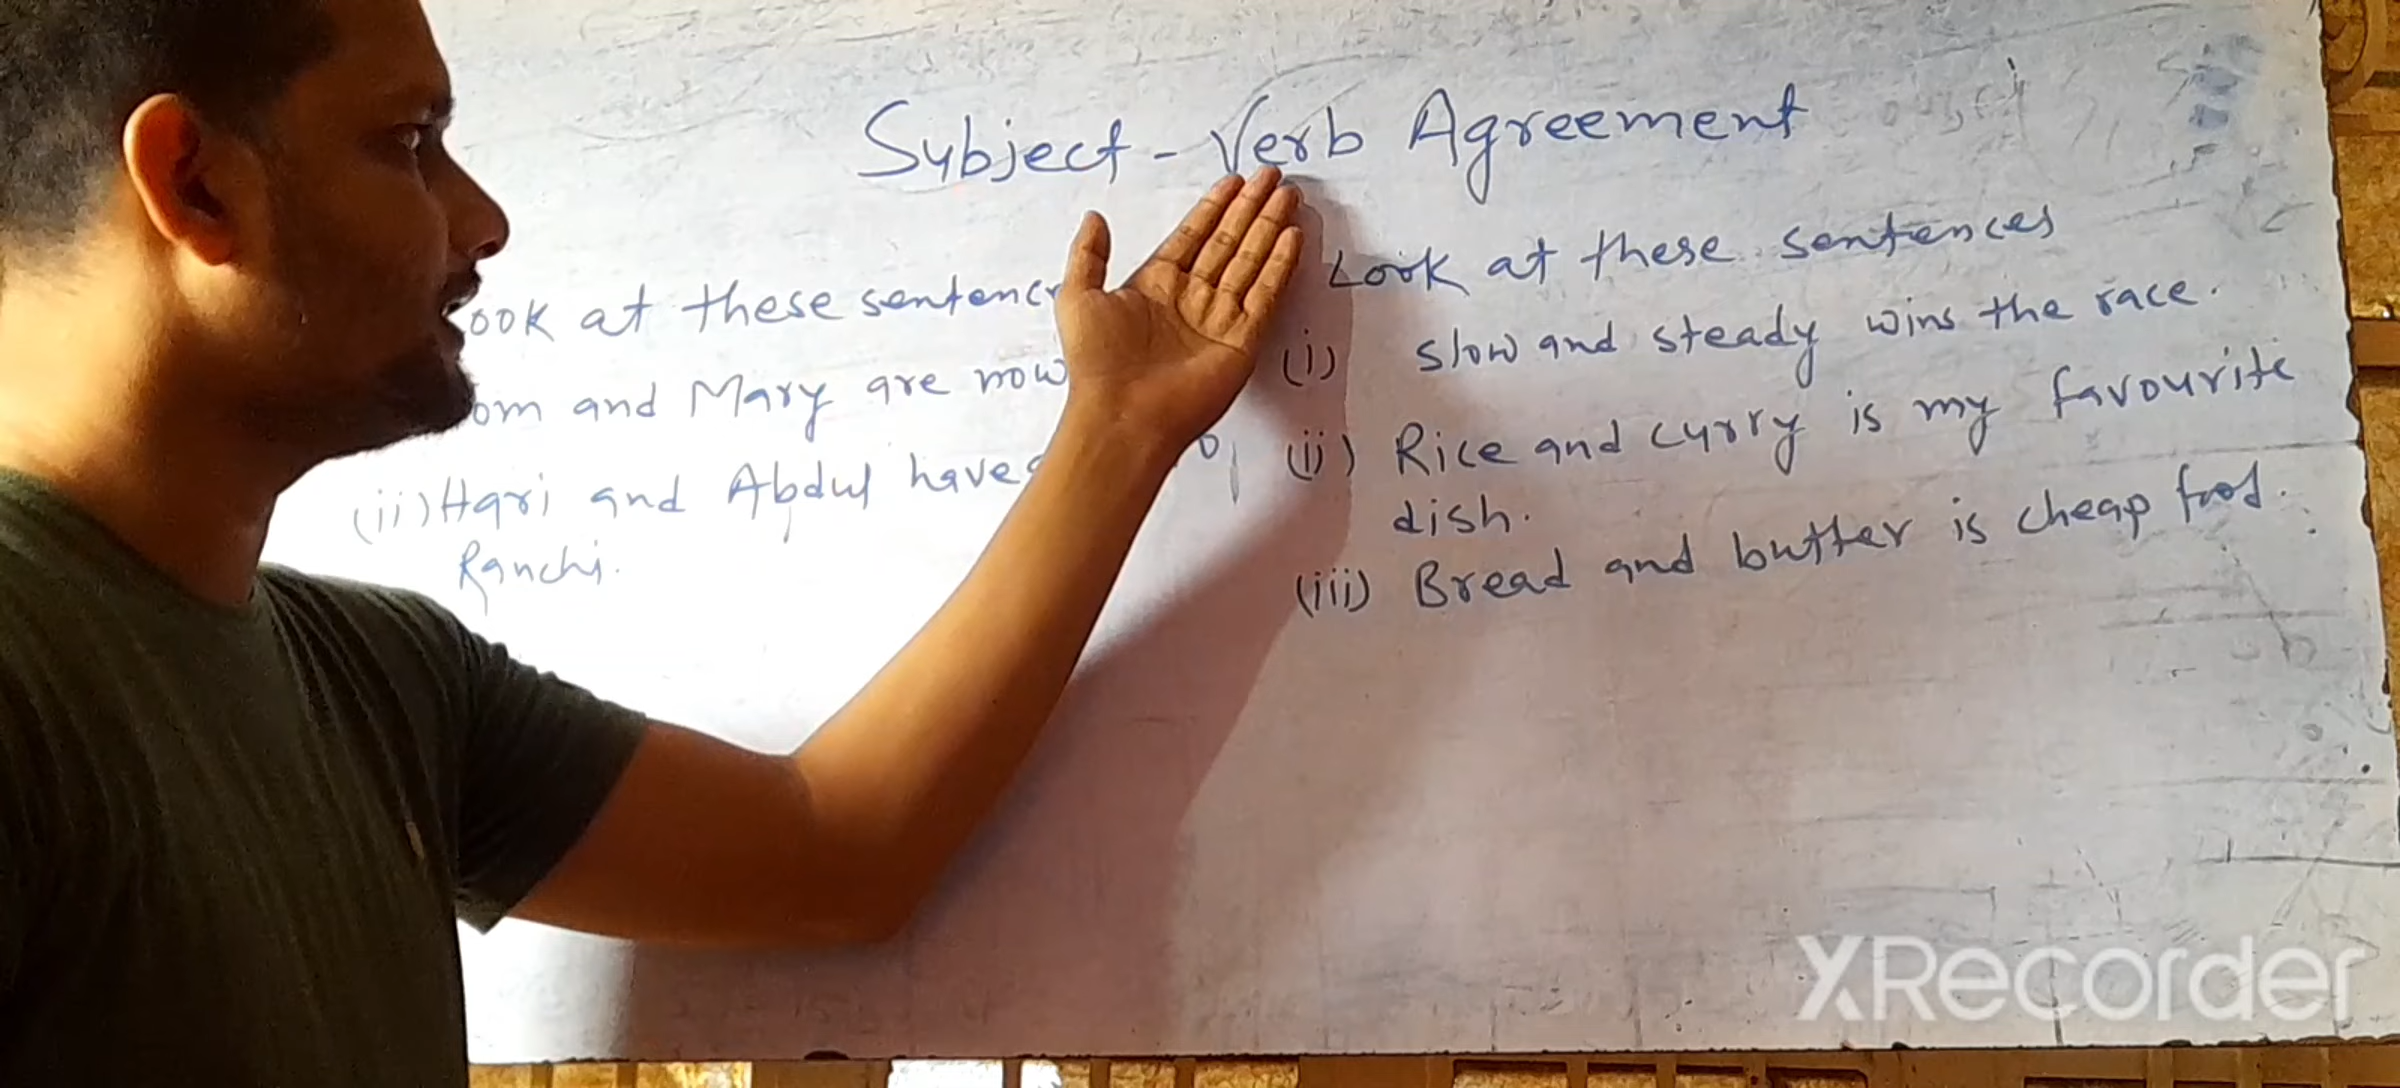 Subject - Verb Agreement
ook at these sentenc
om and Mary are now
(ii) Hari and Abdul have
Ranchi.
Look at these sentences
(i) slow and steady wins the race.
(ii) Rice and curry is my favourite
dish.
(iii) Bread and butter is cheap food.
XRecorder